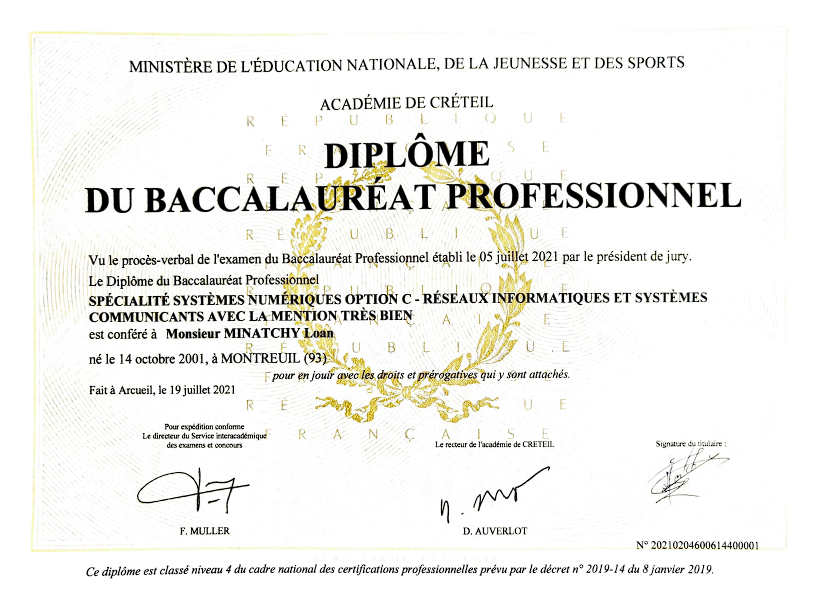 MINISTÈRE DE L'ÉDUCATION NATIONALE, DE LA JEUNESSE ET DES SPORTS
ACADÉMIE DE CRÉTEIL
RÉPUBLIQUE
FRANÇAISE
DIPLÔME
RÉPUBLIQUE
DU BACCALAURÉAT PROFESSIONNEL
RÉPUBLIQUE
Vu le procès-verbal de l'examen du Baccalauréat Professionnel établi le 05 juillet 2021 par le président de jury.
Le Diplôme du Baccalauréat Professionnel
SPÉCIALITÉ SYSTÈMES NUMÉRIQUES OPTION C - RÉSEAUX INFORMATIQUES ET SYSTÈMES
COMMUNICANTS AVEC LA MENTION TRÈS BIEN
est conféré à Monsieur MINATCHY Loan
né le 14 octobre 2001, à MONTREUIL (93)
pour en jouir avec les droits et prérogatives qui y sont attachés.
Fait à Arcueil, le 19 juillet 2021
RÉPUBLIQUE
FRANÇAISE
Pour expédition conforme
Le directeur du Service interacadémique
des examens et concours
Le recteur de l'académie de CRETEIL
Signature du titulaire :
F. MULLER
D. AUVERLOT
N° 20210204600614400001
Ce diplôme est classé niveau 4 du cadre national des certifications professionnelles prévu par le décret n° 2019-14 du 8 janvier 2019.